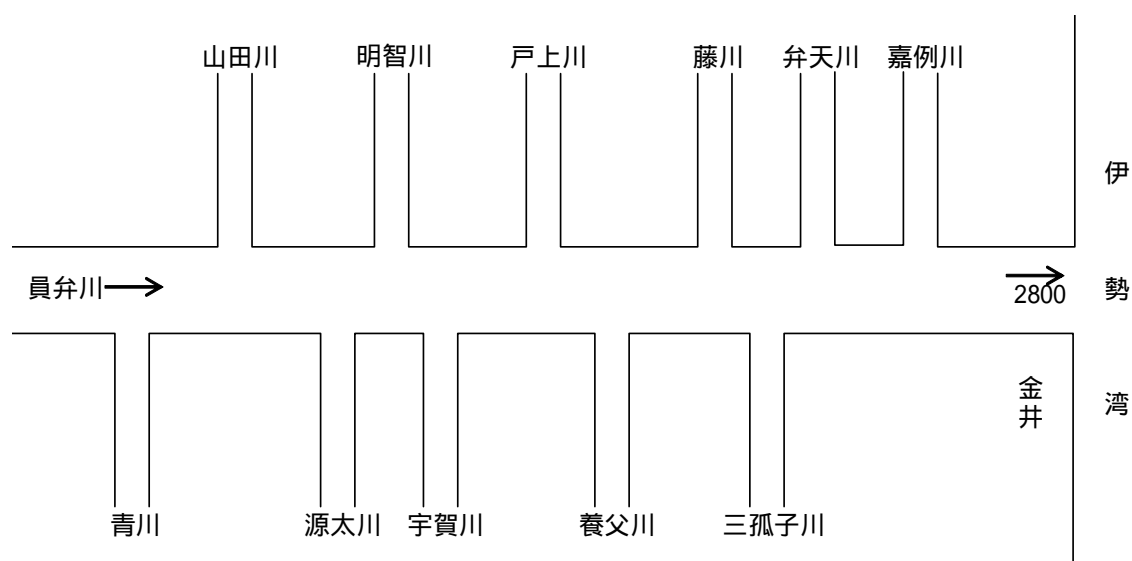 山田川
明智川
戸上川
藤川
弁天川
嘉例川
員弁川
2800
伊勢湾
金井
青川
源太川
宇賀川
養父川
三孤子川